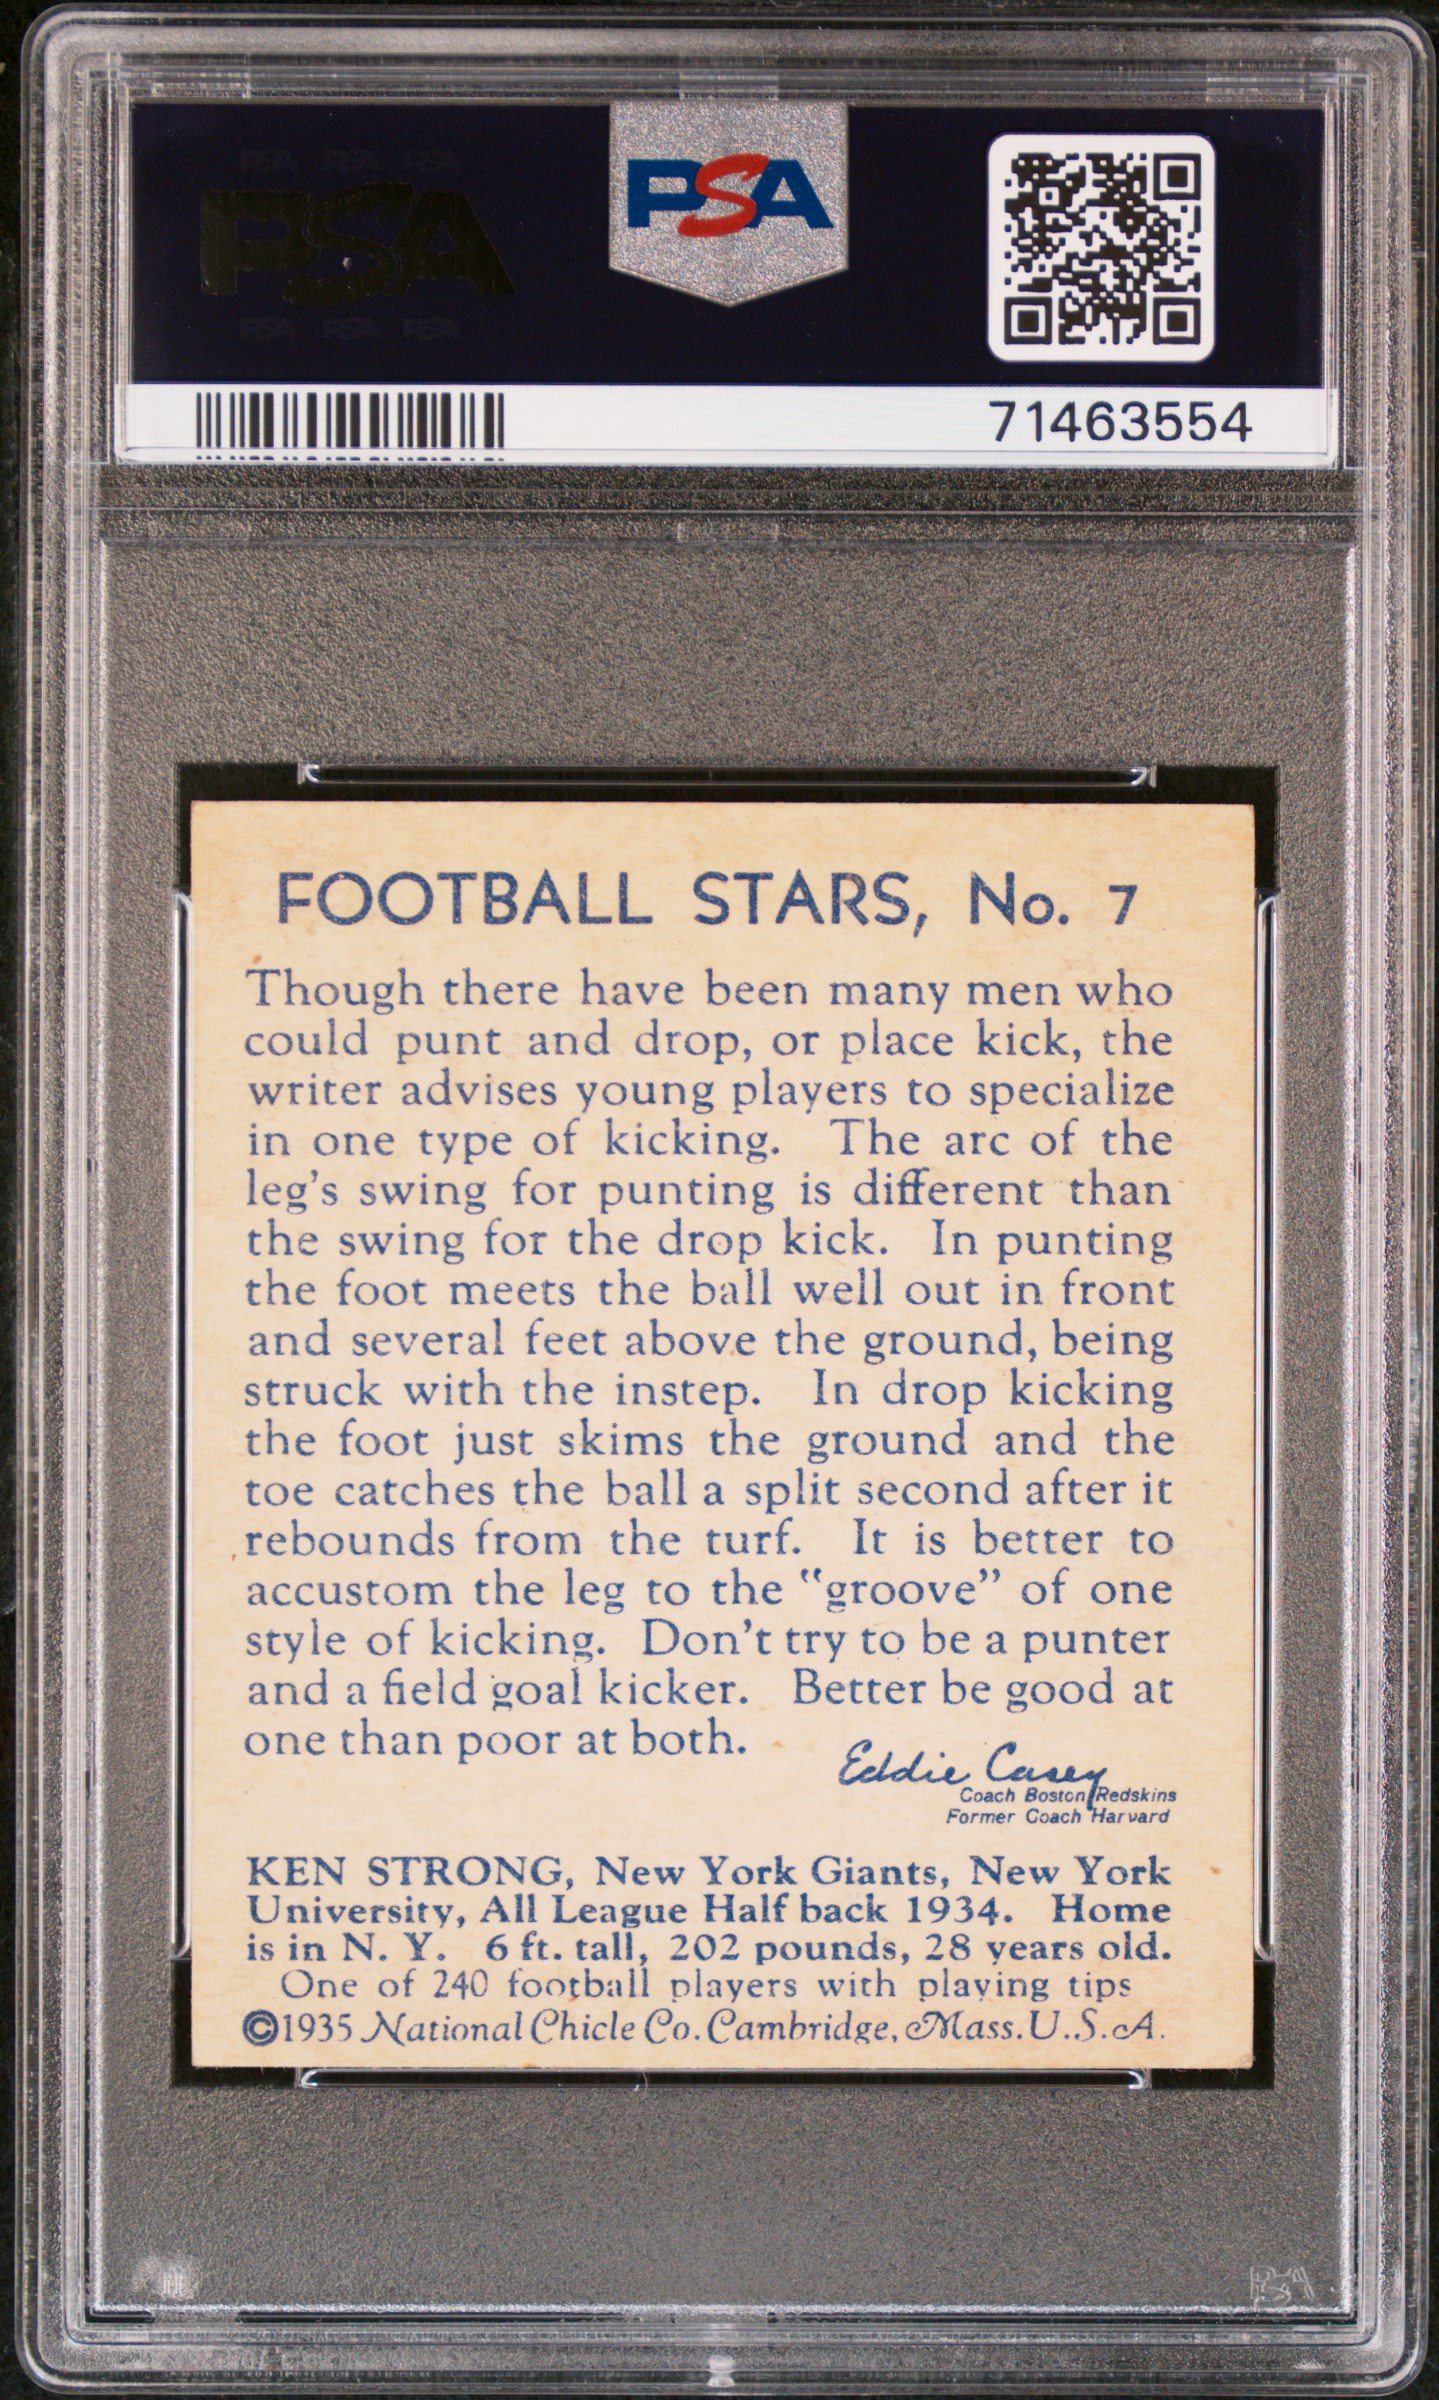 PSA PSA PSA
PSA
PSA PSA PSA
PSA
71463554
FOOTBALL STARS, No. 7
Though there have been many men who
could punt and drop, or place kick, the
writer advises young players to specialize
in one type of kicking. The arc of the
leg's swing for punting is different than
the swing for the drop kick. In punting
the foot meets the ball well out in front
and several feet above the ground, being
struck with the instep. In drop kicking
the foot just skims the ground and the
toe catches the ball a split second after it
rebounds from the turf. It is better to
accustom the leg to the "groove" of one
style of kicking. Don't try to be a punter
and a field goal kicker. Better be good at
one than poor at both.
Eddie Casey
Coach Boston Redskins
Former Coach Harvard
KEN STRONG, New York Giants, New York
University, All League Half back 1934. Home
is in N. Y. 6 ft. tall, 202 pounds, 28 years old.
One of 240 football players with playing tips
©1935 National Chicle Co. Cambridge, Mass. U.S.A.
PSA